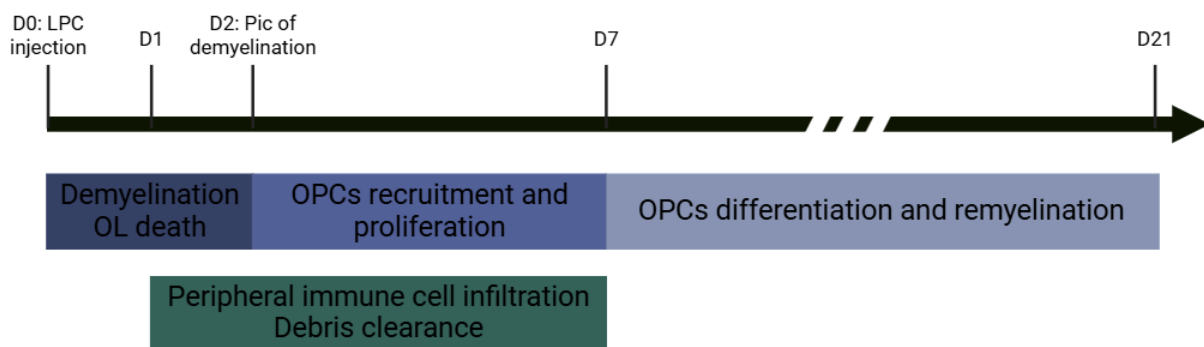 D0: LPC
injection
D1
D2: Pic of
demyelination
D7
D21
Demyelination
OL death
OPCs recruitment and
proliferation
OPCs differentiation and remyelination
Peripheral immune cell infiltration
Debris clearance